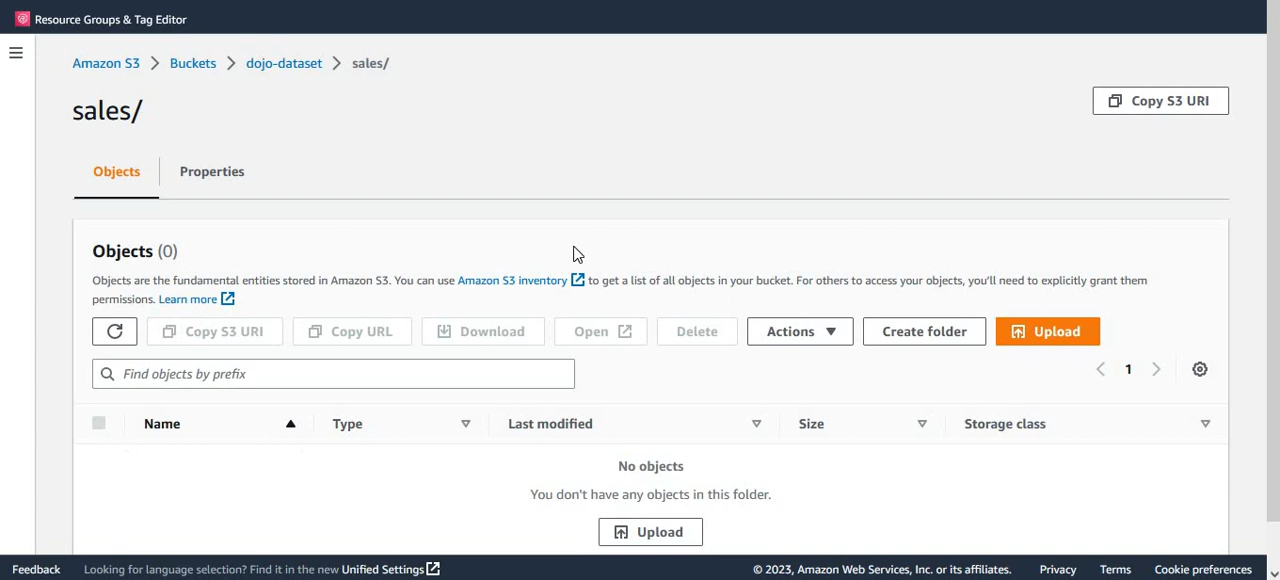 Resource Groups & Tag Editor
Amazon S3 > Buckets > dojo-dataset > sales/
sales/
Copy S3 URI
Objects
Properties
Objects (0)
Objects are the fundamental entities stored in Amazon S3. You can use Amazon S3 inventory to get a list of all objects in your bucket. For others to access your objects, you'll need to explicitly grant them
permissions. Learn more
Copy S3 URI
Copy URL
Download
Open
Delete
Actions
Create folder
Upload
Find objects by prefix
1
Name
Type
Last modified
Size
Storage class
No objects
You don't have any objects in this folder.
Upload
Feedback
Looking for language selection? Find it in the new Unified Settings
© 2023, Amazon Web Services, Inc. or its affiliates.
Privacy
Terms
Cookie preferences